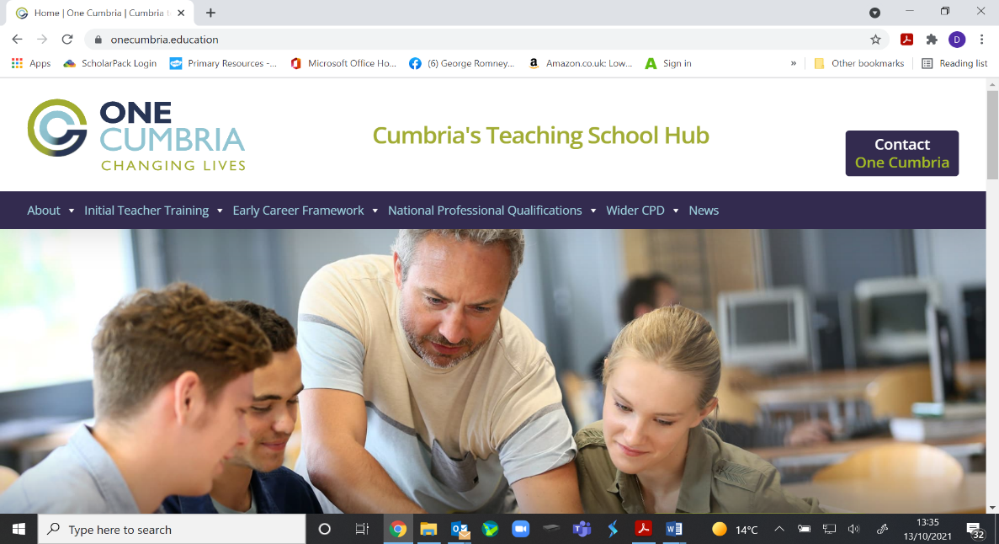 Home | One Cumbria | Cumbria
onecumbria.education
D
Apps
ScholarPack Login
Primary Resources -...
Microsoft Office Ho...
(6) George Romney...
Amazon.co.uk: Low...
Sign in
»
Other bookmarks
Reading list
ONE
CUMBRIA
CHANGING LIVES
Cumbria's Teaching School Hub
Contact
One Cumbria
About
Initial Teacher Training
Early Career Framework
National Professional Qualifications
Wider CPD
News
Type here to search
14°C
13:35
13/10/2021
32